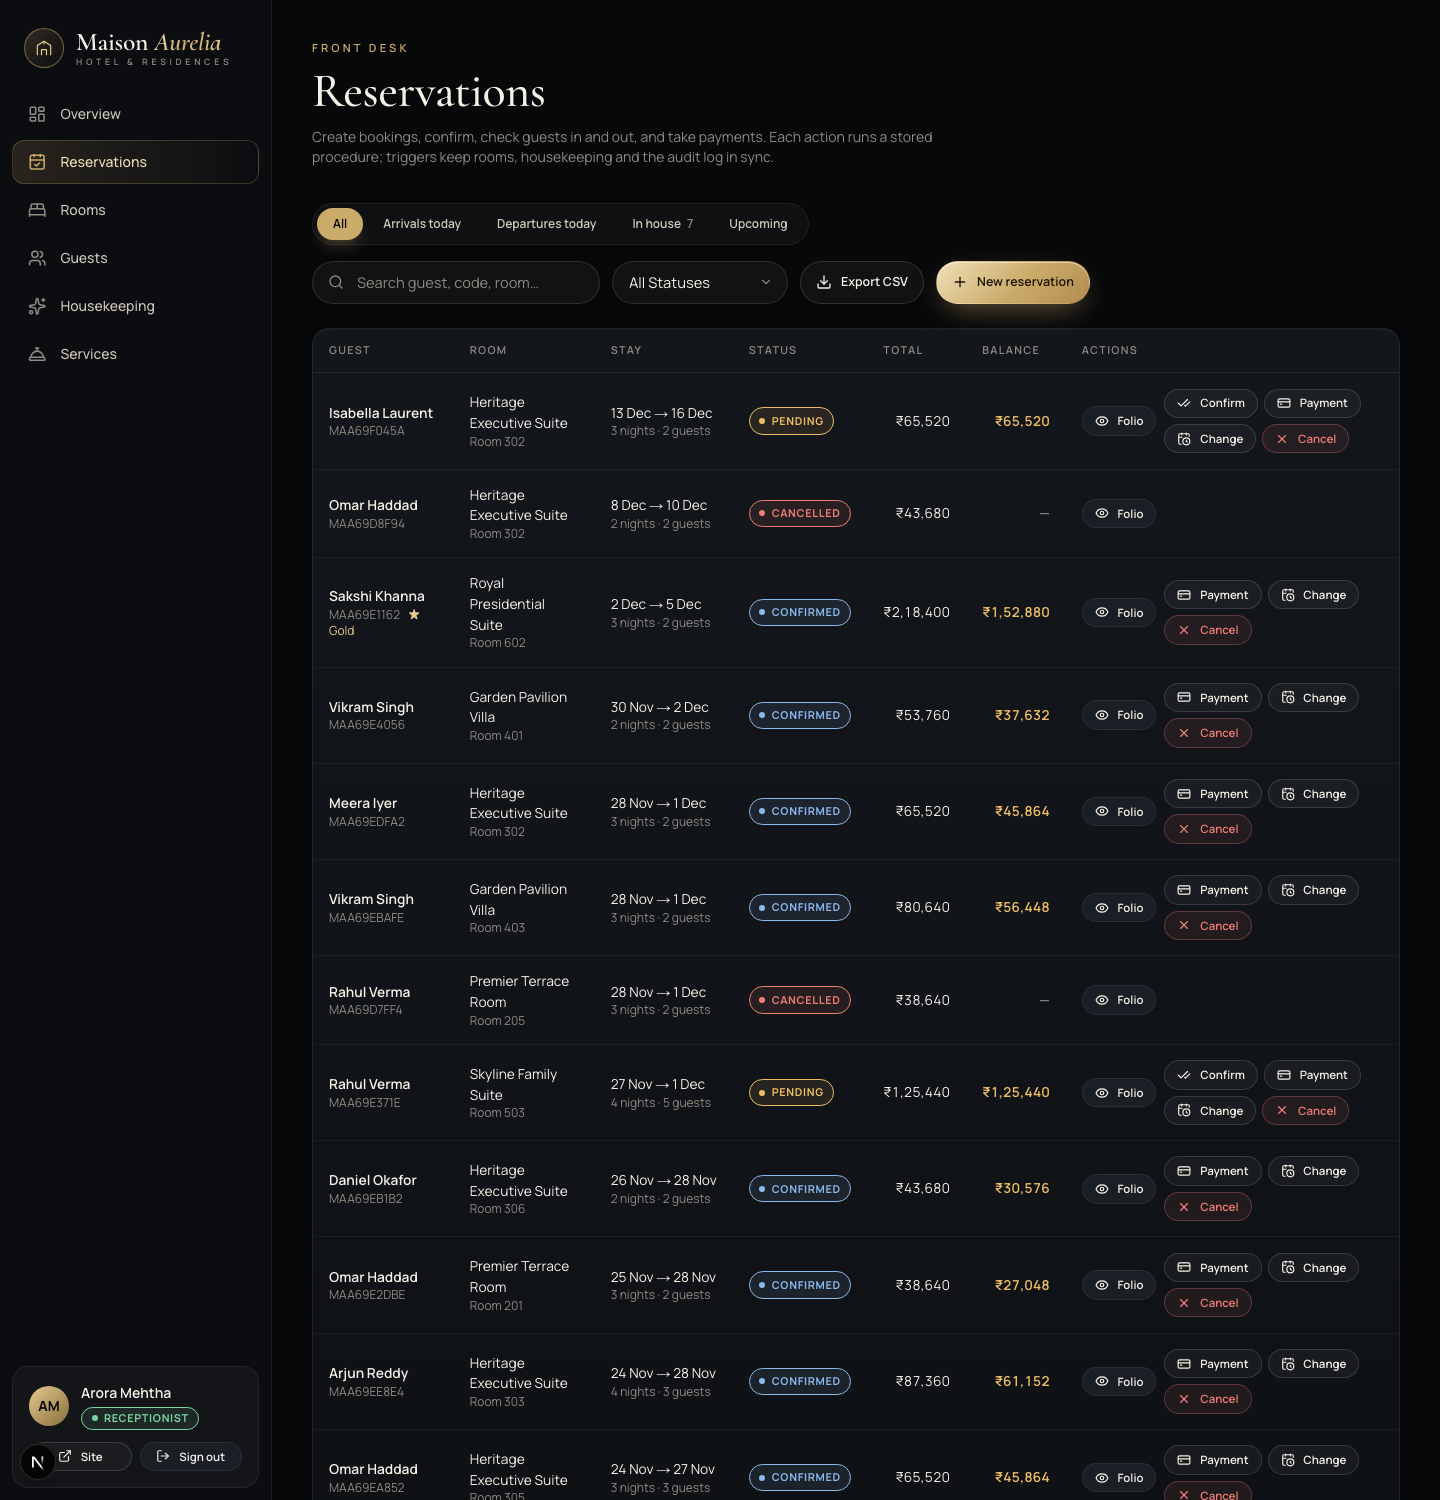 Maison Aurelia
HOTEL & RESIDENCES
Overview
Reservations
Rooms
Guests
Housekeeping
Services
Arora Mehtha
AM
RECEPTIONIST
Site
Sign out
N
FRONT DESK
Reservations
Create bookings, confirm, check guests in and out, and take payments. Each action runs a stored
procedure; triggers keep rooms, housekeeping and the audit log in sync.
All Arrivals today Departures today In house 7 Upcoming
Search guest, code, room... All Statuses Export CSV New reservation
GUEST ROOM STAY STATUS TOTAL BALANCE ACTIONS
Isabella Laurent
MAA69F045A
Heritage
Executive Suite
Room 302
13 Dec → 16 Dec
3 nights · 2 guests
PENDING
₹65,520
₹65,520
Folio
Confirm Payment
Change Cancel
Omar Haddad
MAA69D8F94
Heritage
Executive Suite
Room 302
8 Dec → 10 Dec
2 nights · 2 guests
CANCELLED
₹43,680
—
Folio
Sakshi Khanna
MAA69E1162 ★
Gold
Royal
Presidential
Suite
Room 602
2 Dec → 5 Dec
3 nights · 2 guests
CONFIRMED
₹2,18,400
₹1,52,880
Folio
Payment Change
Cancel
Vikram Singh
MAA69E4056
Garden Pavilion
Villa
Room 401
30 Nov → 2 Dec
2 nights · 2 guests
CONFIRMED
₹53,760
₹37,632
Folio
Payment Change
Cancel
Meera Iyer
MAA69EDFA2
Heritage
Executive Suite
Room 302
28 Nov → 1 Dec
3 nights · 2 guests
CONFIRMED
₹65,520
₹45,864
Folio
Payment Change
Cancel
Vikram Singh
MAA69EBAFE
Garden Pavilion
Villa
Room 403
28 Nov → 1 Dec
3 nights · 2 guests
CONFIRMED
₹80,640
₹56,448
Folio
Payment Change
Cancel
Rahul Verma
MAA69D7FF4
Premier Terrace
Room
Room 205
28 Nov → 1 Dec
3 nights · 2 guests
CANCELLED
₹38,640
—
Folio
Rahul Verma
MAA69E371E
Skyline Family
Suite
Room 503
27 Nov → 1 Dec
4 nights · 5 guests
PENDING
₹1,25,440
₹1,25,440
Folio
Confirm Payment
Change Cancel
Daniel Okafor
MAA69EB1B2
Heritage
Executive Suite
Room 306
26 Nov → 28 Nov
2 nights · 2 guests
CONFIRMED
₹43,680
₹30,576
Folio
Payment Change
Cancel
Omar Haddad
MAA69E2DBE
Premier Terrace
Room
Room 201
25 Nov → 28 Nov
3 nights · 2 guests
CONFIRMED
₹38,640
₹27,048
Folio
Payment Change
Cancel
Arjun Reddy
MAA69EE8E4
Heritage
Executive Suite
Room 303
24 Nov → 28 Nov
4 nights · 3 guests
CONFIRMED
₹87,360
₹61,152
Folio
Payment Change
Cancel
Omar Haddad
MAA69EA852
Heritage
Executive Suite
Room 305
24 Nov → 27 Nov
3 nights · 3 guests
CONFIRMED
₹65,520
₹45,864
Folio
Payment Change
Cancel